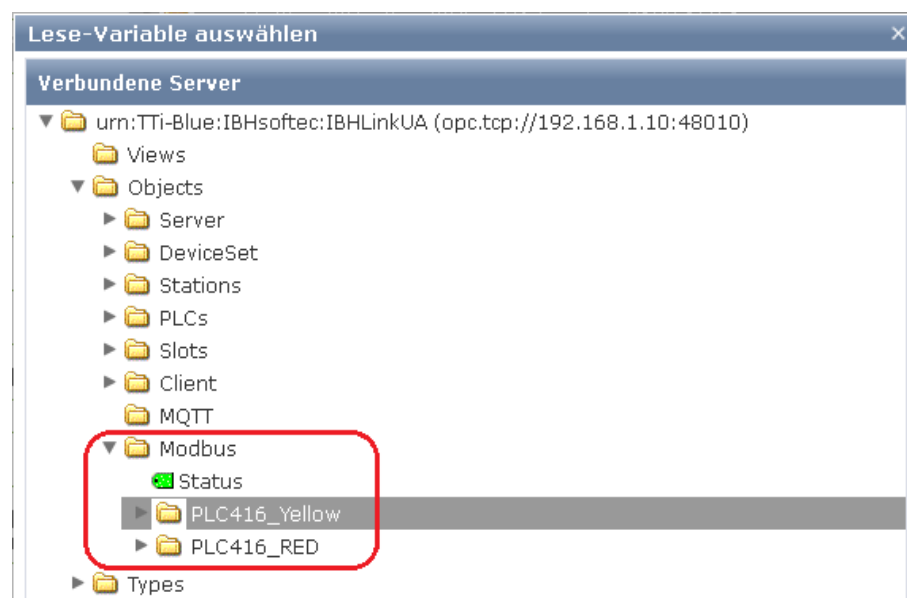 Lese-Variable auswählen
Verbundene Server
urn:TTi-Blue:IBHsoftec:IBHLinkUA (opc.tcp://192.168.1.10:48010)
Views
Objects
Server
DeviceSet
Stations
PLCs
Slots
Client
MQTT
Modbus
Status
PLC416_Yellow
PLC416_RED
Types